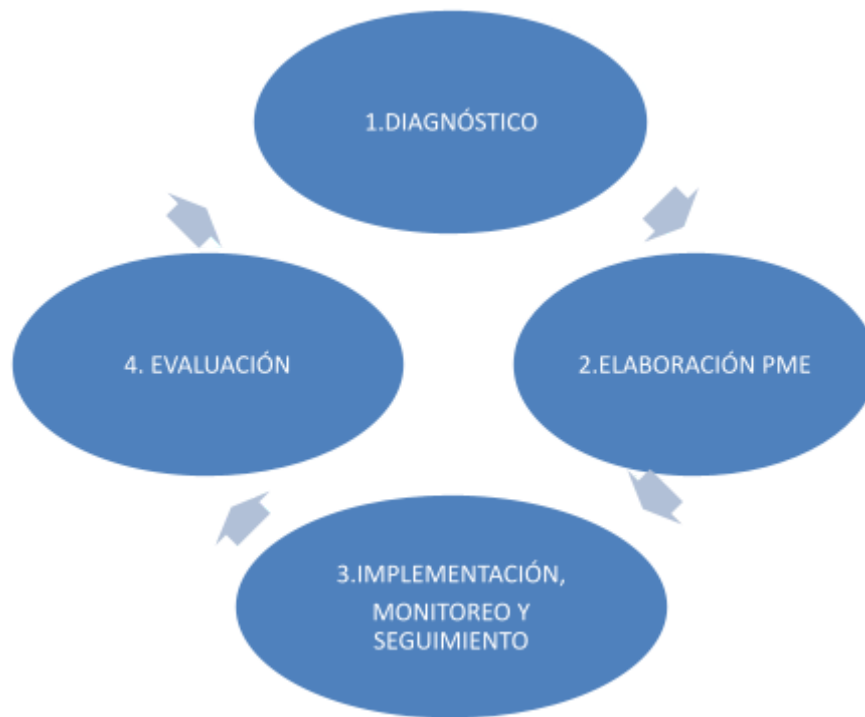 1.DIAGNÓSTICO
2.ELABORACIÓN PME
3.IMPLEMENTACIÓN,
MONITOREO Y
SEGUIMIENTO
4. EVALUACIÓN